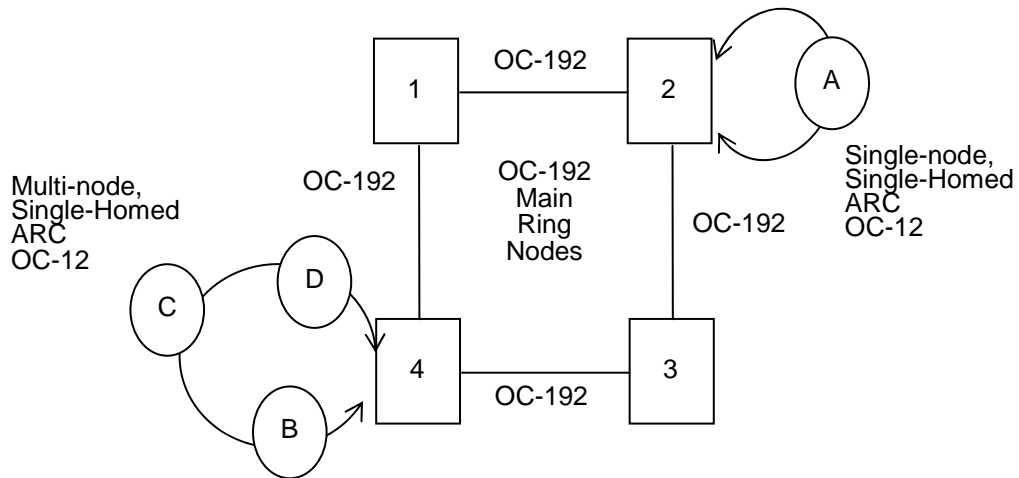 OC-192
1
2
A
OC-192
OC-192
Main
Ring
Nodes
Single-node,
Single-Homed
ARC
OC-12
Multi-node,
Single-Homed
ARC
OC-12
OC-192
C
D
4
3
OC-192
B